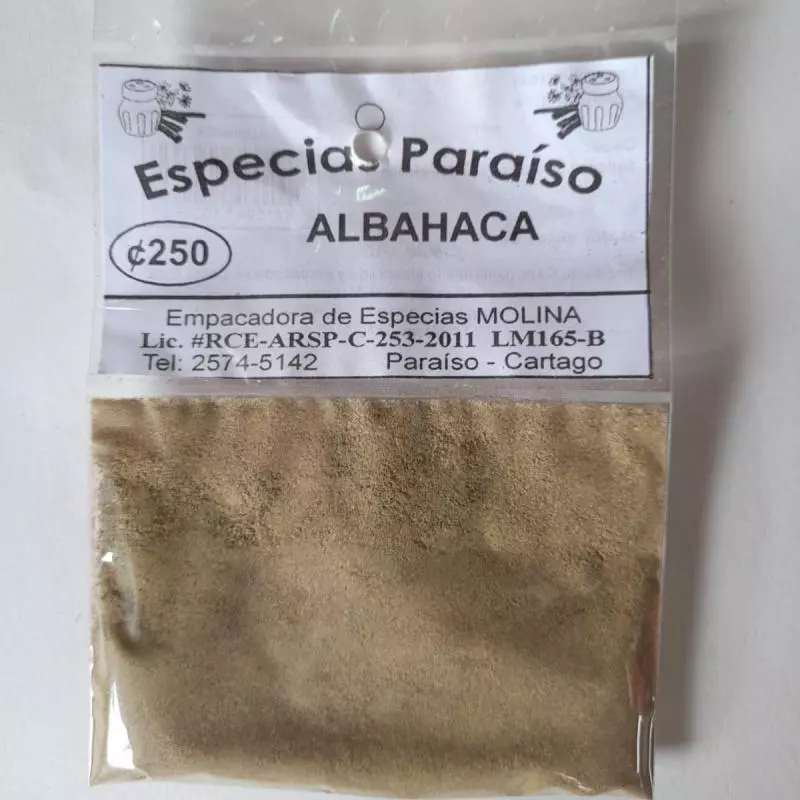 Especias Paraíso
ALBAHACA
¢250
Empacadora de Especias MOLINA
Lic. #RCE-ARSP-C-253-2011 LM165-B
Tel: 2574-5142 Paraíso - Cartago